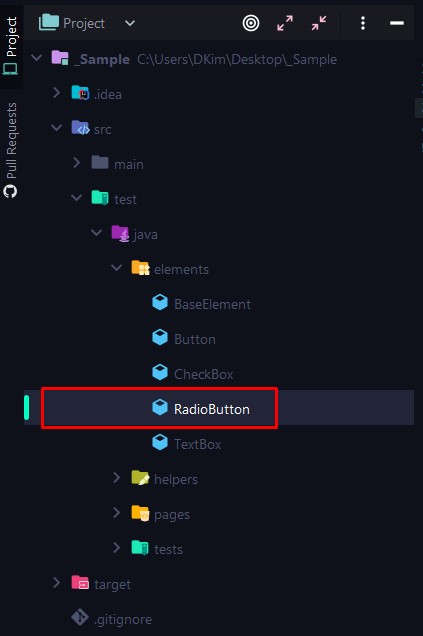 Project
Project
Pull Requests
_Sample C:\Users\DKim\Desktop\_Sample
.idea
src
main
test
java
elements
BaseElement
Button
CheckBox
RadioButton
TextBox
helpers
pages
tests
target
.gitignore